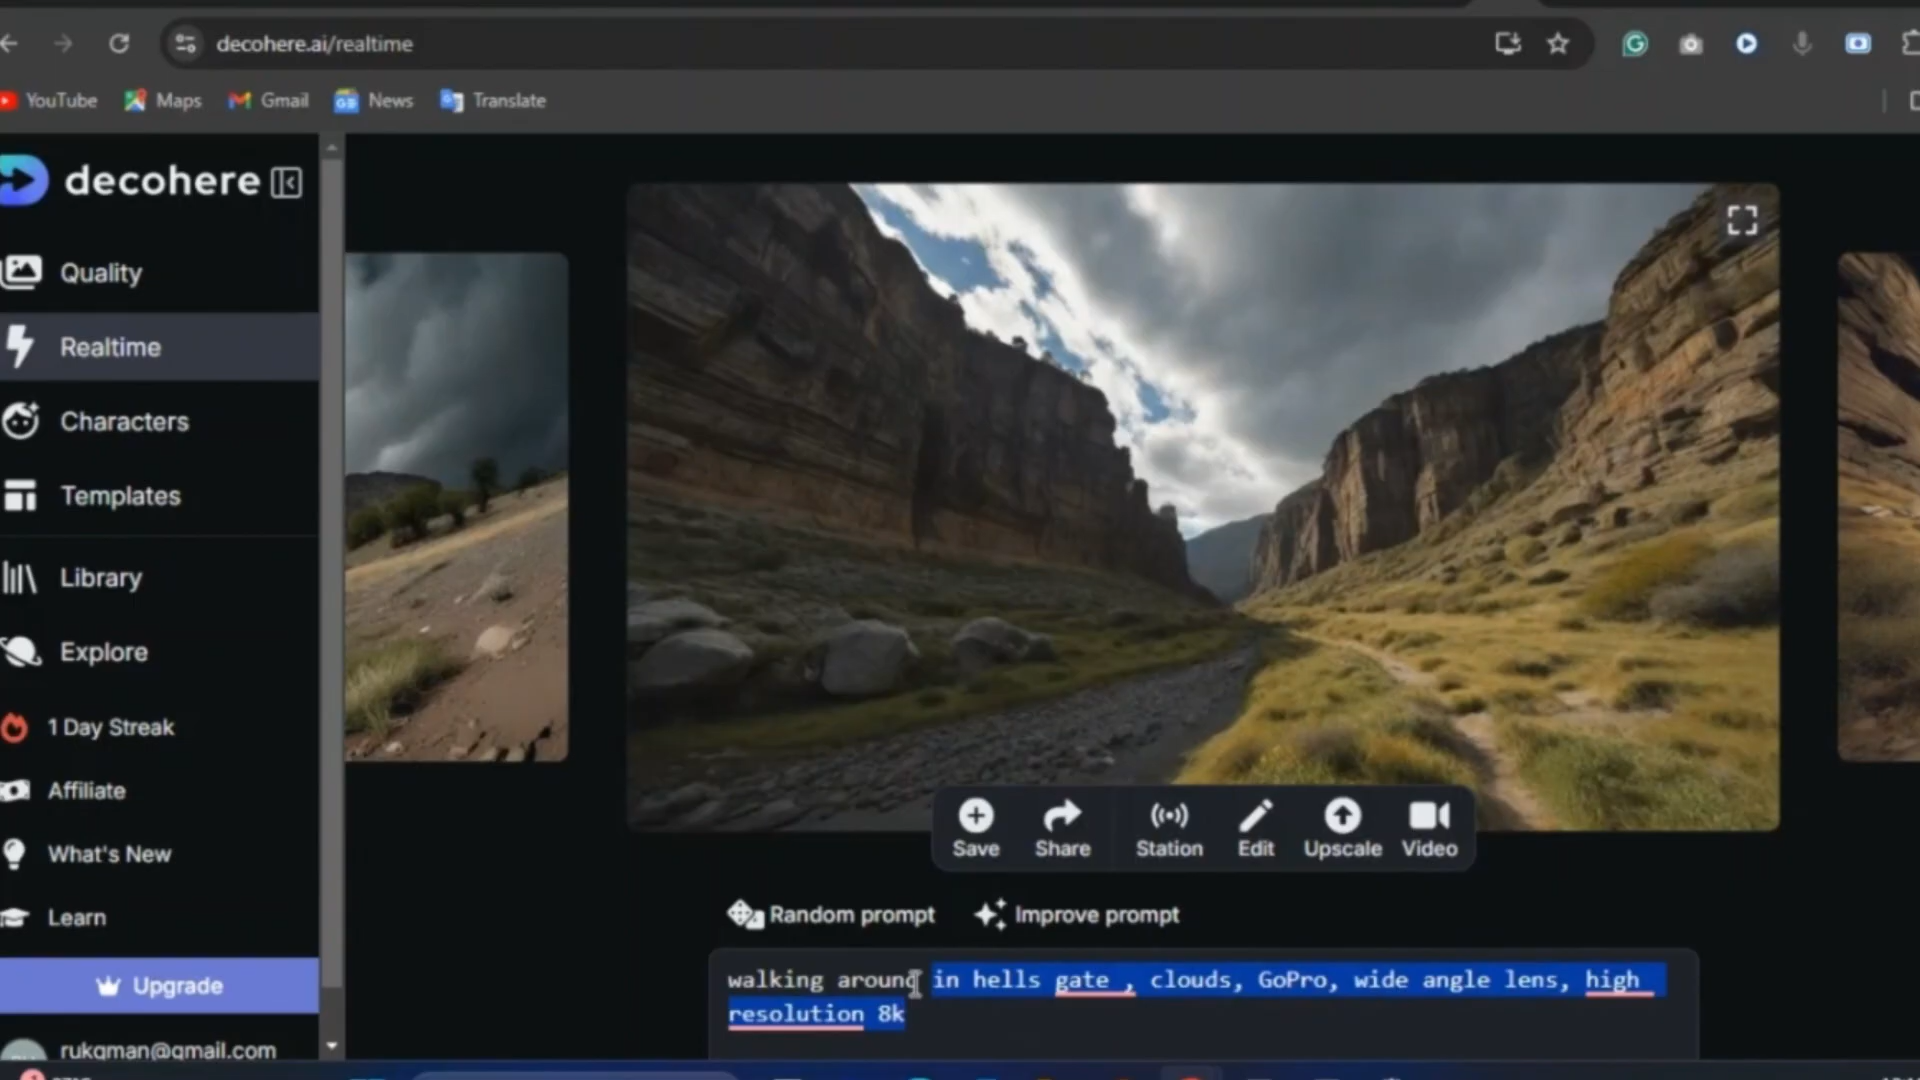 decohere.ai/realtime
YouTube
Maps
Gmail
News
Translate
decohere
Quality
Realtime
Characters
Templates
Library
Explore
1 Day Streak
Affiliate
What's New
Learn
Upgrade
rukgman@gmail.com
Save
Share
Station
Edit
Upscale
Video
Random prompt
Improve prompt
walking around in hells gate , clouds, GoPro, wide angle lens, high
resolution 8k